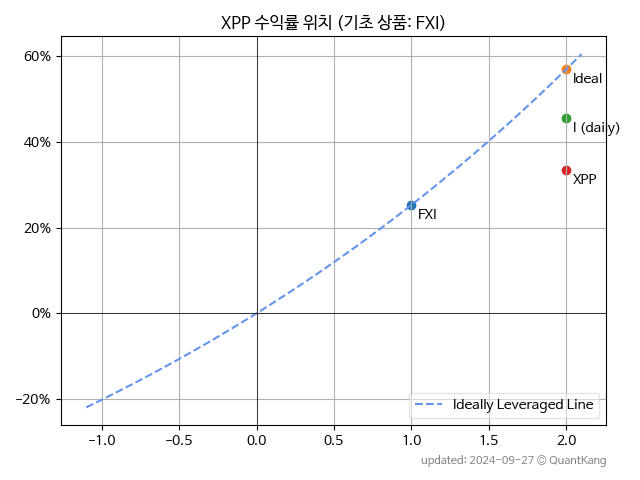 XPP 수익률 위치 (기초 상품: FXI)
60%
40%
20%
0%
−20%
Ideal
I (daily)
XPP
FXI
Ideally Leveraged Line
−1.0 −0.5 0.0 0.5 1.0 1.5 2.0
updated: 2024-09-27 © QuantKang